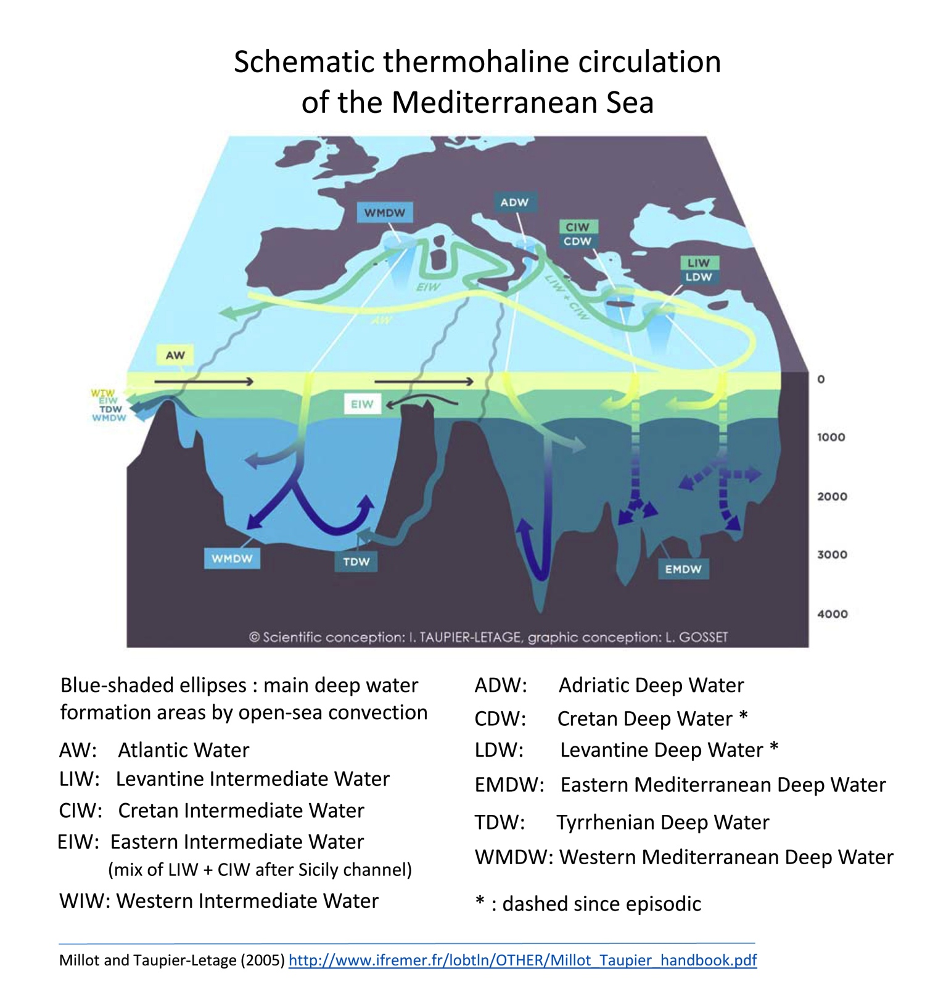 Schematic thermohaline circulation
of the Mediterranean Sea
ADW
WMDW
CIW
CDW
LIW
LDW
EIW
LIW + CIW
AW
AW
0
WIW
EIW
TDW
WMDW
EIW
1000
2000
3000
WMDW
TDW
EMDW
4000
© Scientific conception: I. TAUPIER-LETAGE, graphic conception: L. GOSSET
Blue-shaded ellipses : main deep water
formation areas by open-sea convection
AW: Atlantic Water
LIW: Levantine Intermediate Water
CIW: Cretan Intermediate Water
EIW: Eastern Intermediate Water
(mix of LIW + CIW after Sicily channel)
WIW: Western Intermediate Water
ADW: Adriatic Deep Water
CDW: Cretan Deep Water *
LDW: Levantine Deep Water *
EMDW: Eastern Mediterranean Deep Water
TDW: Tyrrhenian Deep Water
WMDW: Western Mediterranean Deep Water
* : dashed since episodic
Millot and Taupier-Letage (2005) http://www.ifremer.fr/lobtln/OTHER/Millot_Taupier_handbook.pdf